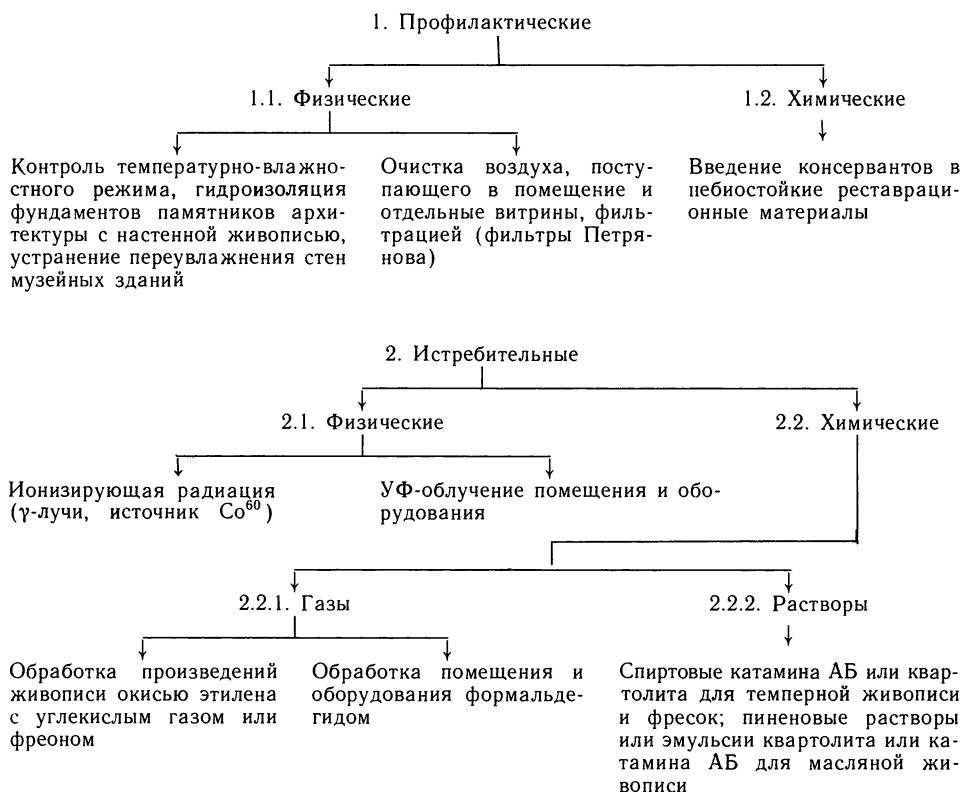 1. Профилактические
1.1. Физические
1.2. Химические
Контроль температурно-влажно-
стного режима, гидроизоляция
фундаментов памятников архи-
тектуры с настенной живописью,
устранение переувлажнения стен
музейных зданий
Очистка воздуха, посту-
пающего в помещение и
отдельные витрины, филь-
трацией (фильтры Петря-
нова)
Введение консервантов в
небиостойкие реставраци-
онные материалы
2. Истребительные
2.1. Физические
2.2. Химические
Ионизирующая радиация
(γ-лучи, источник Co⁶⁰)
УФ-облучение помещения и обо-
рудования
2.2.1. Газы
2.2.2. Растворы
Обработка произведений
живописи окисью этилена
с углекислым газом или
фреоном
Обработка помещения и
оборудования формальде-
гидом
Спиртовые катамина АБ или квар-
толита для темперной живописи
и фресок; пиненовые растворы
или эмульсии квартолита или ка-
тамина АБ для масляной жи-
вописи